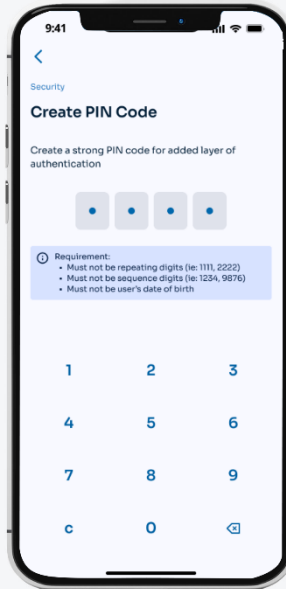 9:41
Security
Create PIN Code
Create a strong PIN code for added layer of
authentication
Requirement:
• Must not be repeating digits (ie: 1111, 2222)
• Must not be sequence digits (ie: 1234, 9876)
• Must not be user's date of birth
1 2 3
4 5 6
7 8 9
c 0